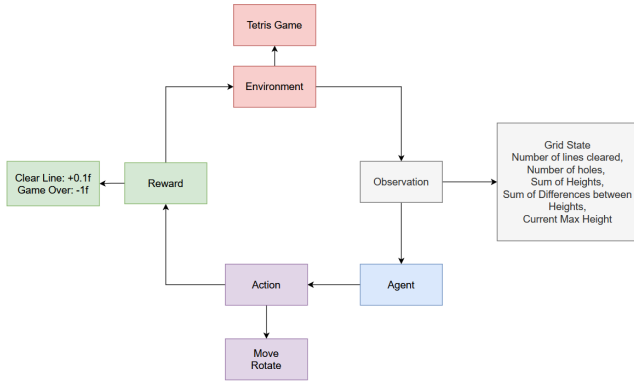 Tetris Game
Environment
Clear Line: +0.1f
Game Over: -1f
Reward
Observation
Grid State
Number of lines cleared,
Number of holes,
Sum of Heights,
Sum of Differences between
Heights,
Current Max Height
Action
Agent
Move
Rotate